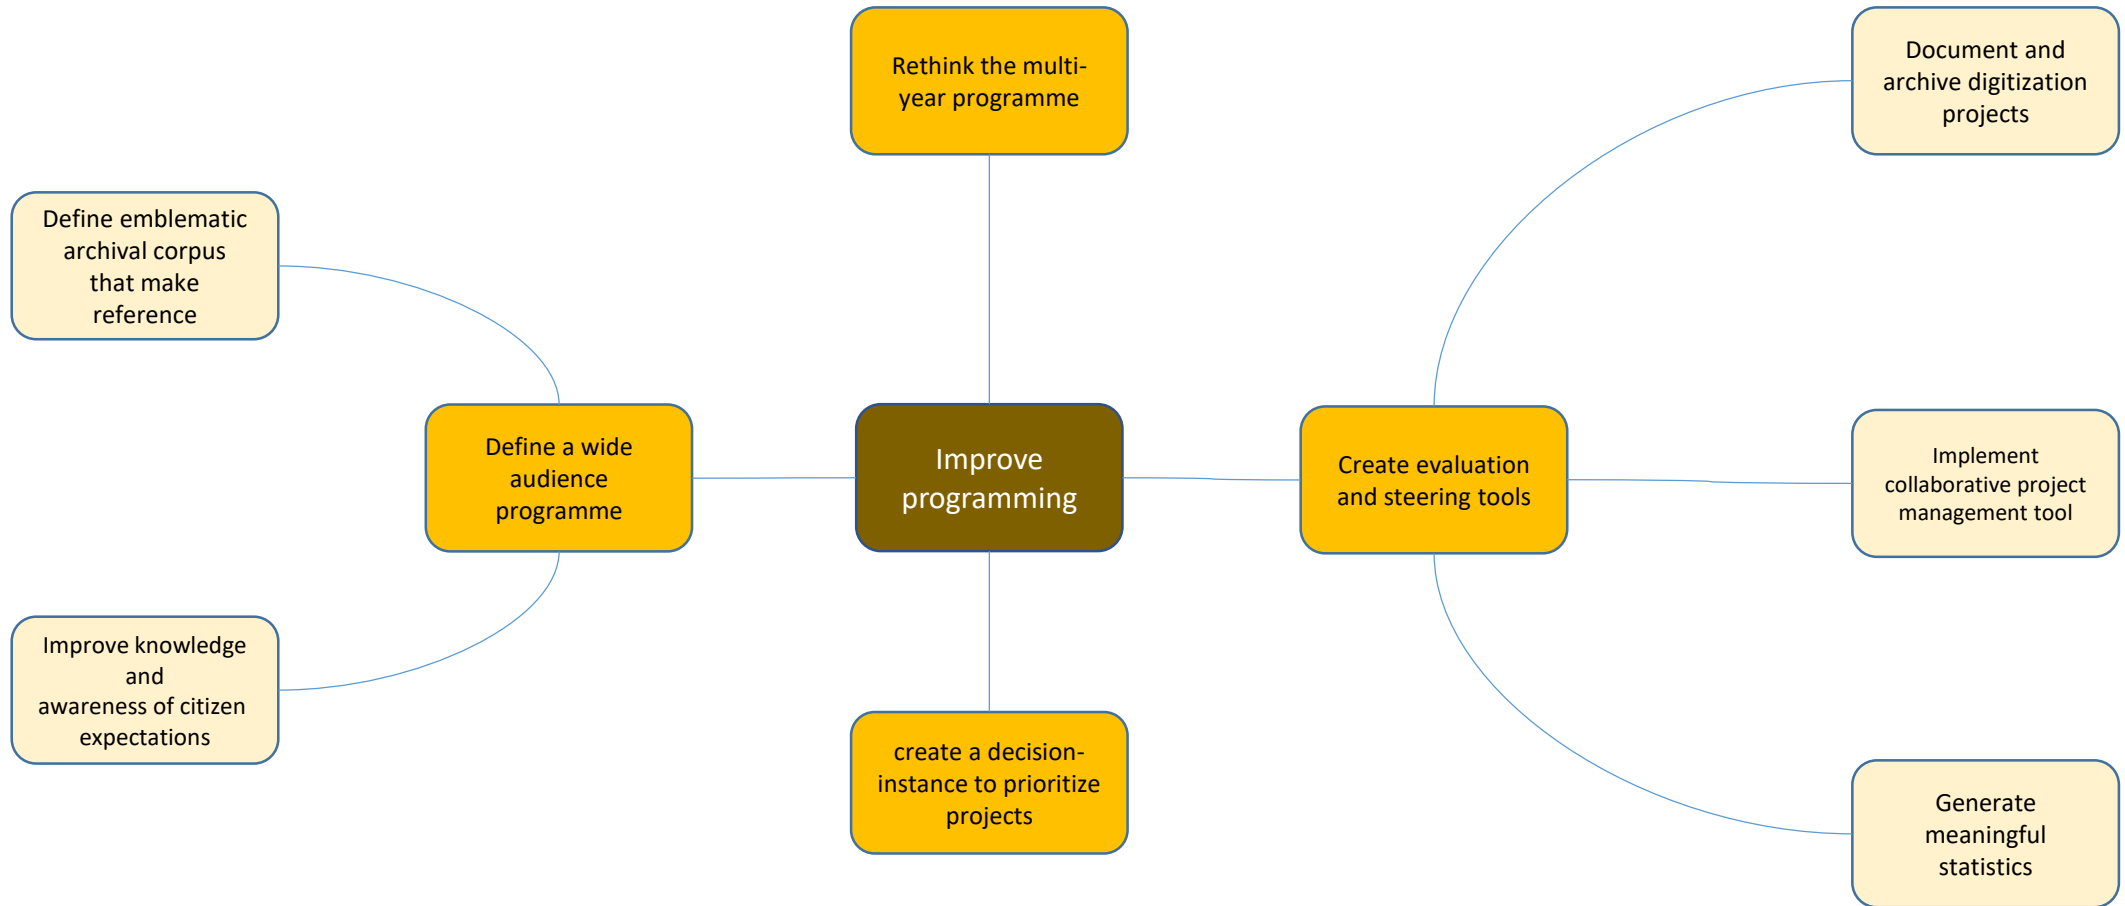 Rethink the multi-
year programme
Document and
archive digitization
projects
Define emblematic
archival corpus
that make
reference
Define a wide
audience
programme
Improve
programming
Create evaluation
and steering tools
Implement
collaborative project
management tool
Improve knowledge
and
awareness of citizen
expectations
create a decision-
instance to prioritize
projects
Generate
meaningful
statistics